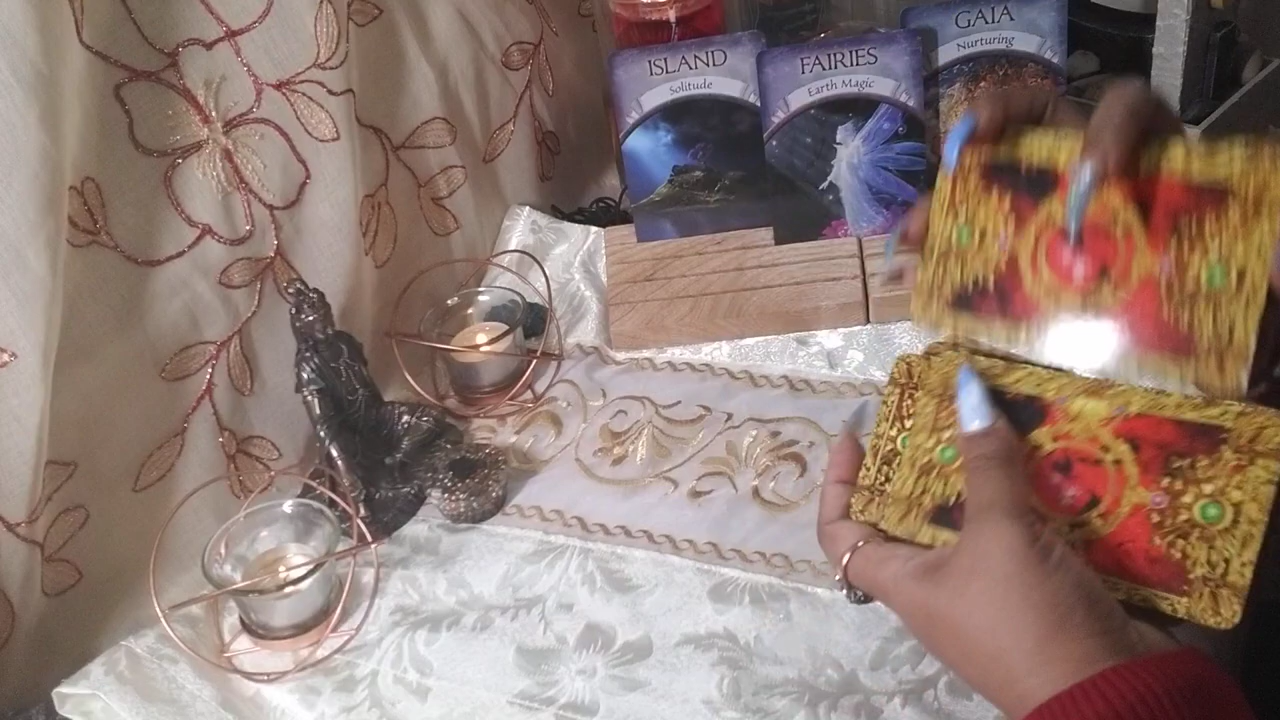 ISLAND
Solitude
FAIRIES
Earth Magic
GAIA
Nurturing